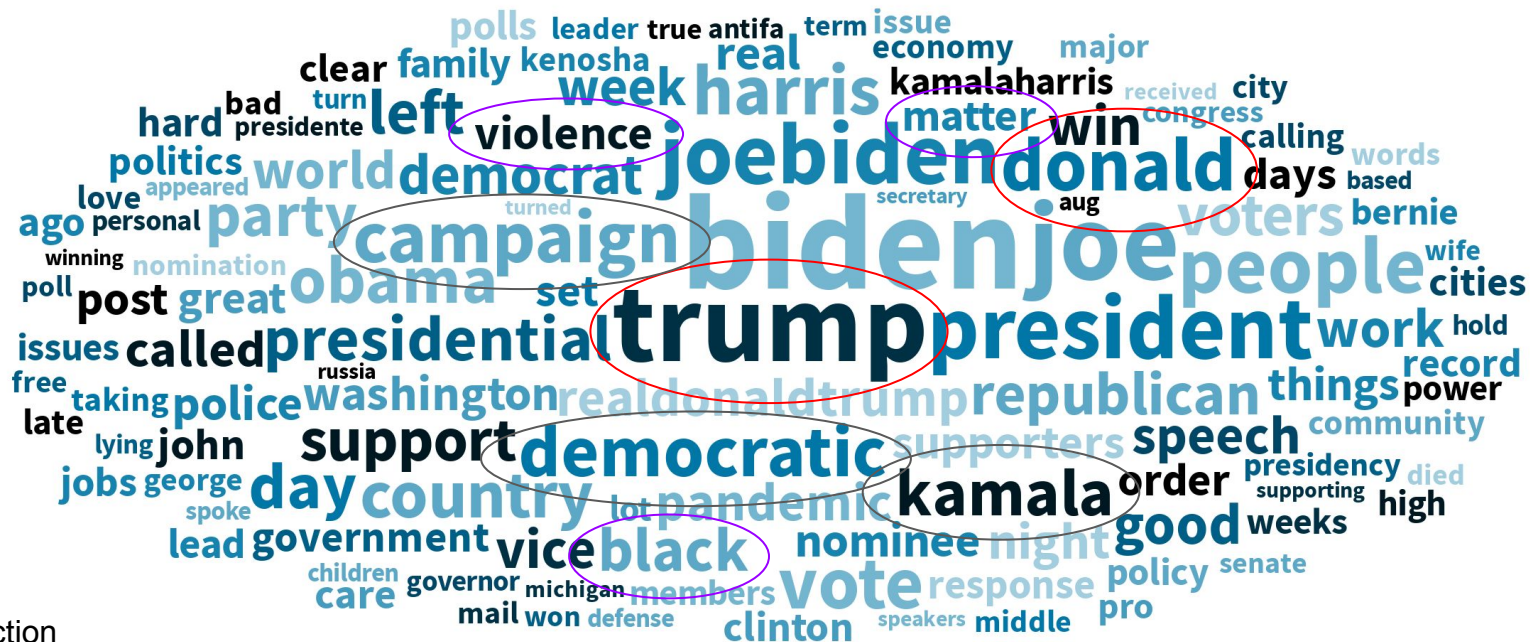 polls leader true antifa term issue
clear family kenosha real economy major
week harris kamalaharris received city
hard bad turn left violence matter win congress
presidente joebiden calling
politics world democrat donald days words
love appeared secretary aug based
ago personal party turned campaign biden joe voters bernie
winning nomination obama people wife
poll post great set cities
issues called presidential trump president work hold
free russia record
taking police washington realdonaldtrump republican things power
late lying john support democratic supporters speech community
jobs george day country lot pandemic kamala order presidency died
spoke supporting high
lead government vice black nominee night good weeks
children governor michigan members vote response policy senate
care mail won defense clinton speakers middle pro
ction